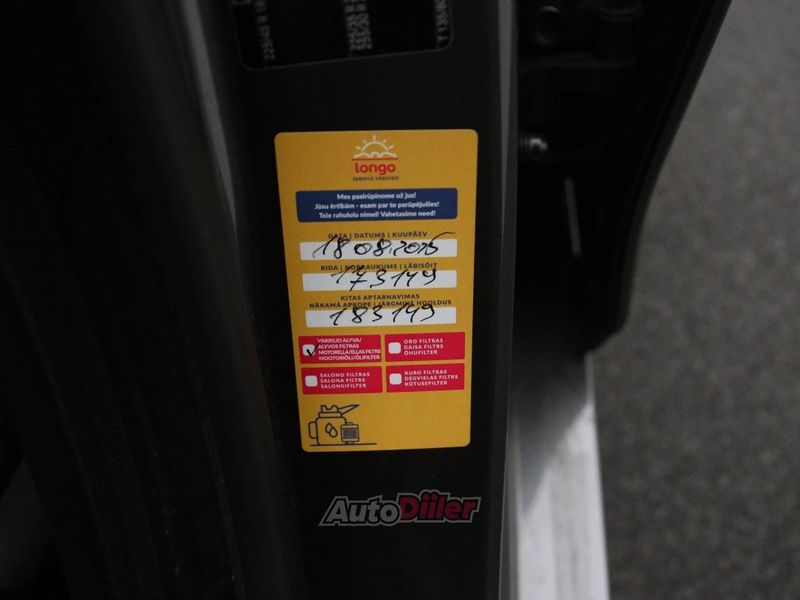 longo
SERVICE VERIFIED
Mes pasirūpinome už jus!
Jūsu ērtībām - esam par to parūpējušies!
Teie rahulolu nimel! Vahetasime need!
DATA | DATUMS | KUUPÄEV
18 08.2025
RIDA | NOBRAUKUMS | LÄBISÕIT
173149
KITAS APTARNAVIMAS
NĀKAMĀ APKOPE | JÄRGMINE HOOLDUS
183149
VARIKLIO ALYVA/
ALYVOS FILTRAS
MOTOREĻĻA/EĻĻAS FILTRS
MOOTORIÕLI/ÕLIFILTER
ORO FILTRAS
GAISA FILTRS
ÕHUFILTER
SALONO FILTRAS
SALONA FILTRS
SALONGIFILTER
KURO FILTRAS
DEGVIELAS FILTRS
KÜTUSEFILTER
AutoDiiler